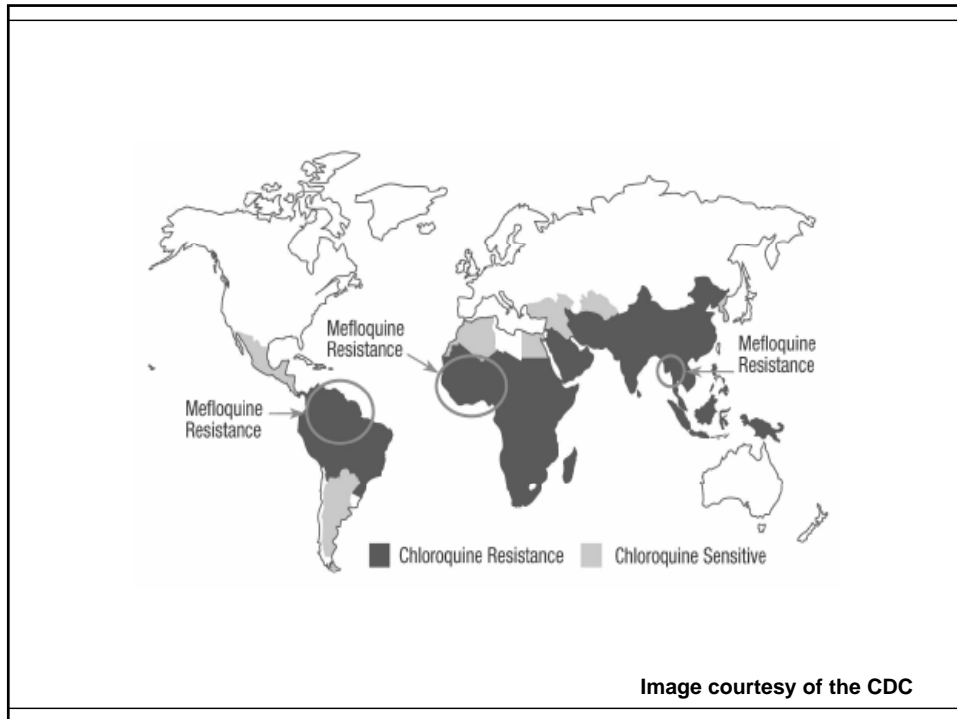 Mefloquine
Resistance
Mefloquine
Resistance
Mefloquine
Resistance
Chloroquine Resistance
Chloroquine Sensitive
Image courtesy of the CDC